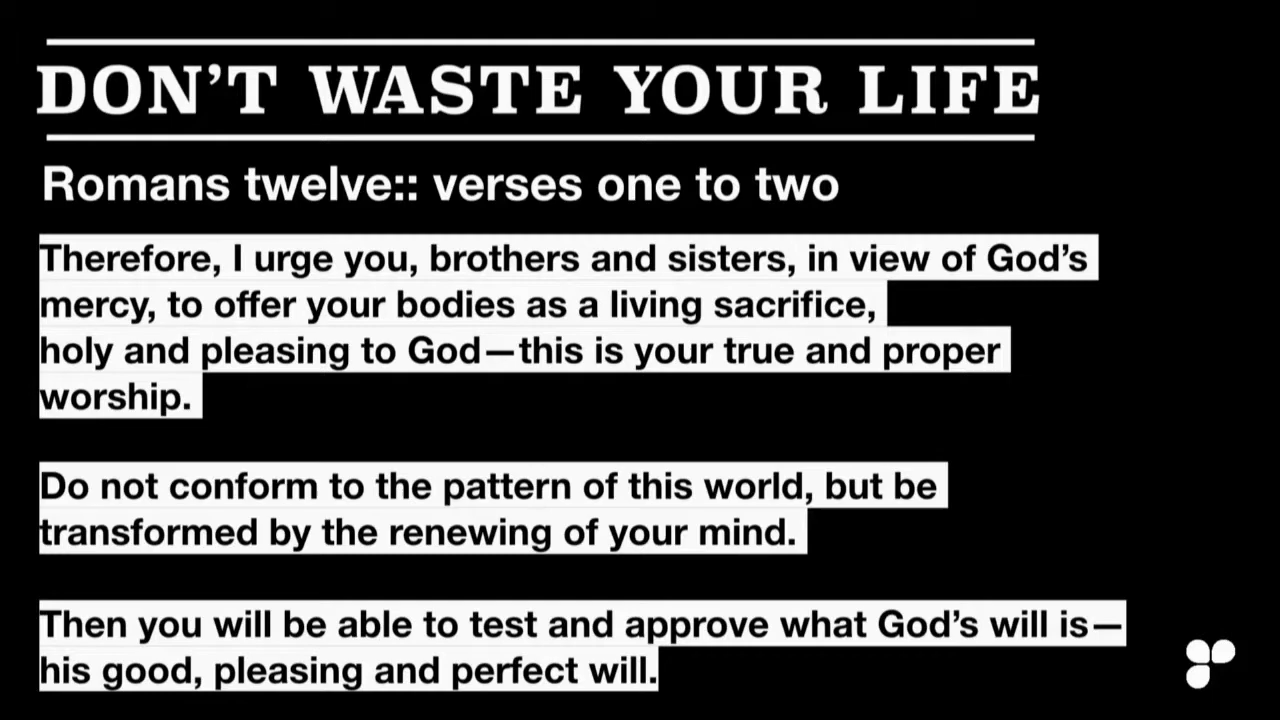 DON’T WASTE YOUR LIFE
Romans twelve:: verses one to two
Therefore, I urge you, brothers and sisters, in view of God’s
mercy, to offer your bodies as a living sacrifice,
holy and pleasing to God—this is your true and proper
worship.
Do not conform to the pattern of this world, but be
transformed by the renewing of your mind.
Then you will be able to test and approve what God’s will is—
his good, pleasing and perfect will.